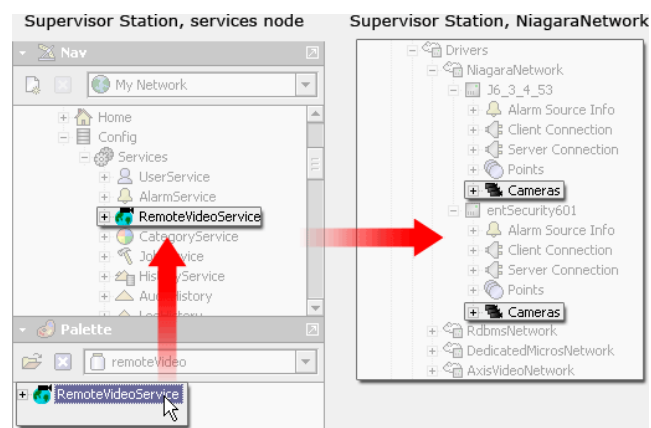 Supervisor Station, services node
Nav
My Network
Home
Config
Services
UserService
AlarmService
RemoteVideoService
CategoryService
HistoryService
Palette
remoteVideo
RemoteVideoService
Supervisor Station, NiagaraNetwork
Drivers
NiagaraNetwork
J6_3_4_53
Alarm Source Info
Client Connection
Server Connection
Points
Cameras
entSecurity601
Alarm Source Info
Client Connection
Server Connection
Points
Cameras
RdbmsNetwork
DedicatedMicrosNetwork
AxisVideoNetwork